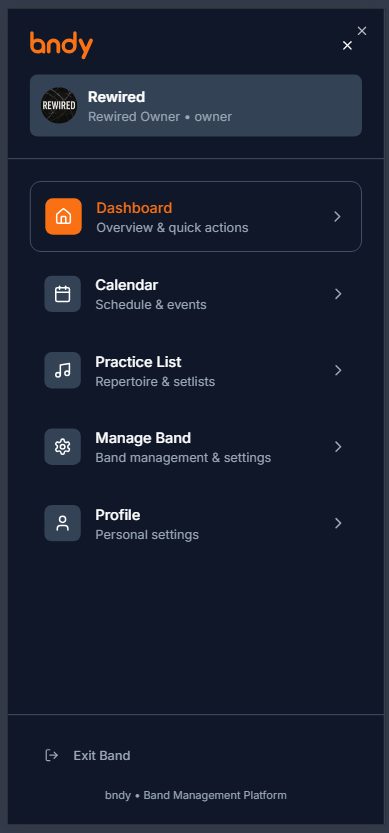 bndy
REWIRED
Rewired
Rewired Owner • owner
Dashboard
Overview & quick actions
Calendar
Schedule & events
Practice List
Repertoire & setlists
Manage Band
Band management & settings
Profile
Personal settings
Exit Band
bndy • Band Management Platform